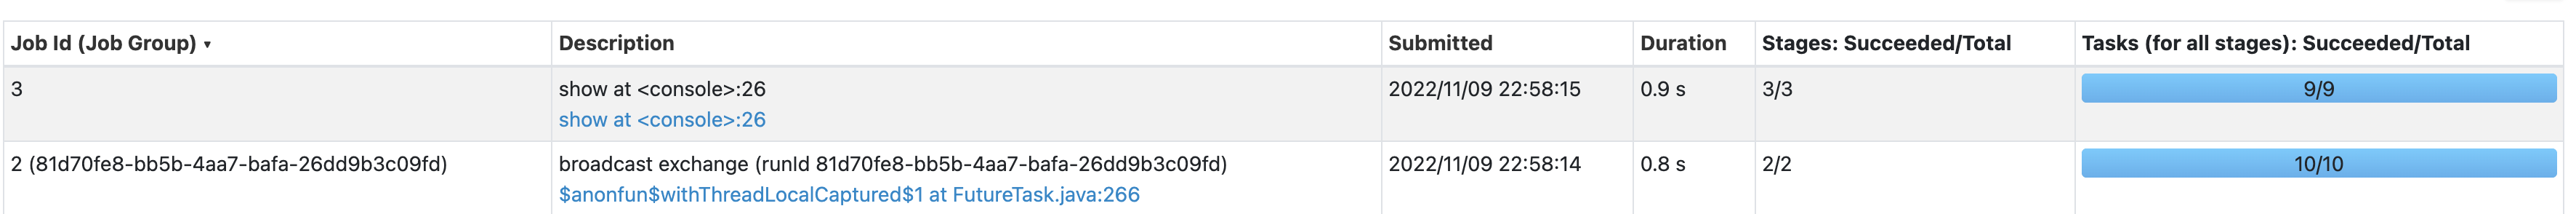 Job Id (Job Group) ▾ Description Submitted Duration Stages: Succeeded/Total Tasks (for all stages): Succeeded/Total
3 show at <console>:26 2022/11/09 22:58:15 0.9 s 3/3 9/9
show at <console>:26
2 (81d70fe8-bb5b-4aa7-bafa-26dd9b3c09fd) broadcast exchange (runId 81d70fe8-bb5b-4aa7-bafa-26dd9b3c09fd) 2022/11/09 22:58:14 0.8 s 2/2 10/10
$anonfun$withThreadLocalCaptured$1 at FutureTask.java:266